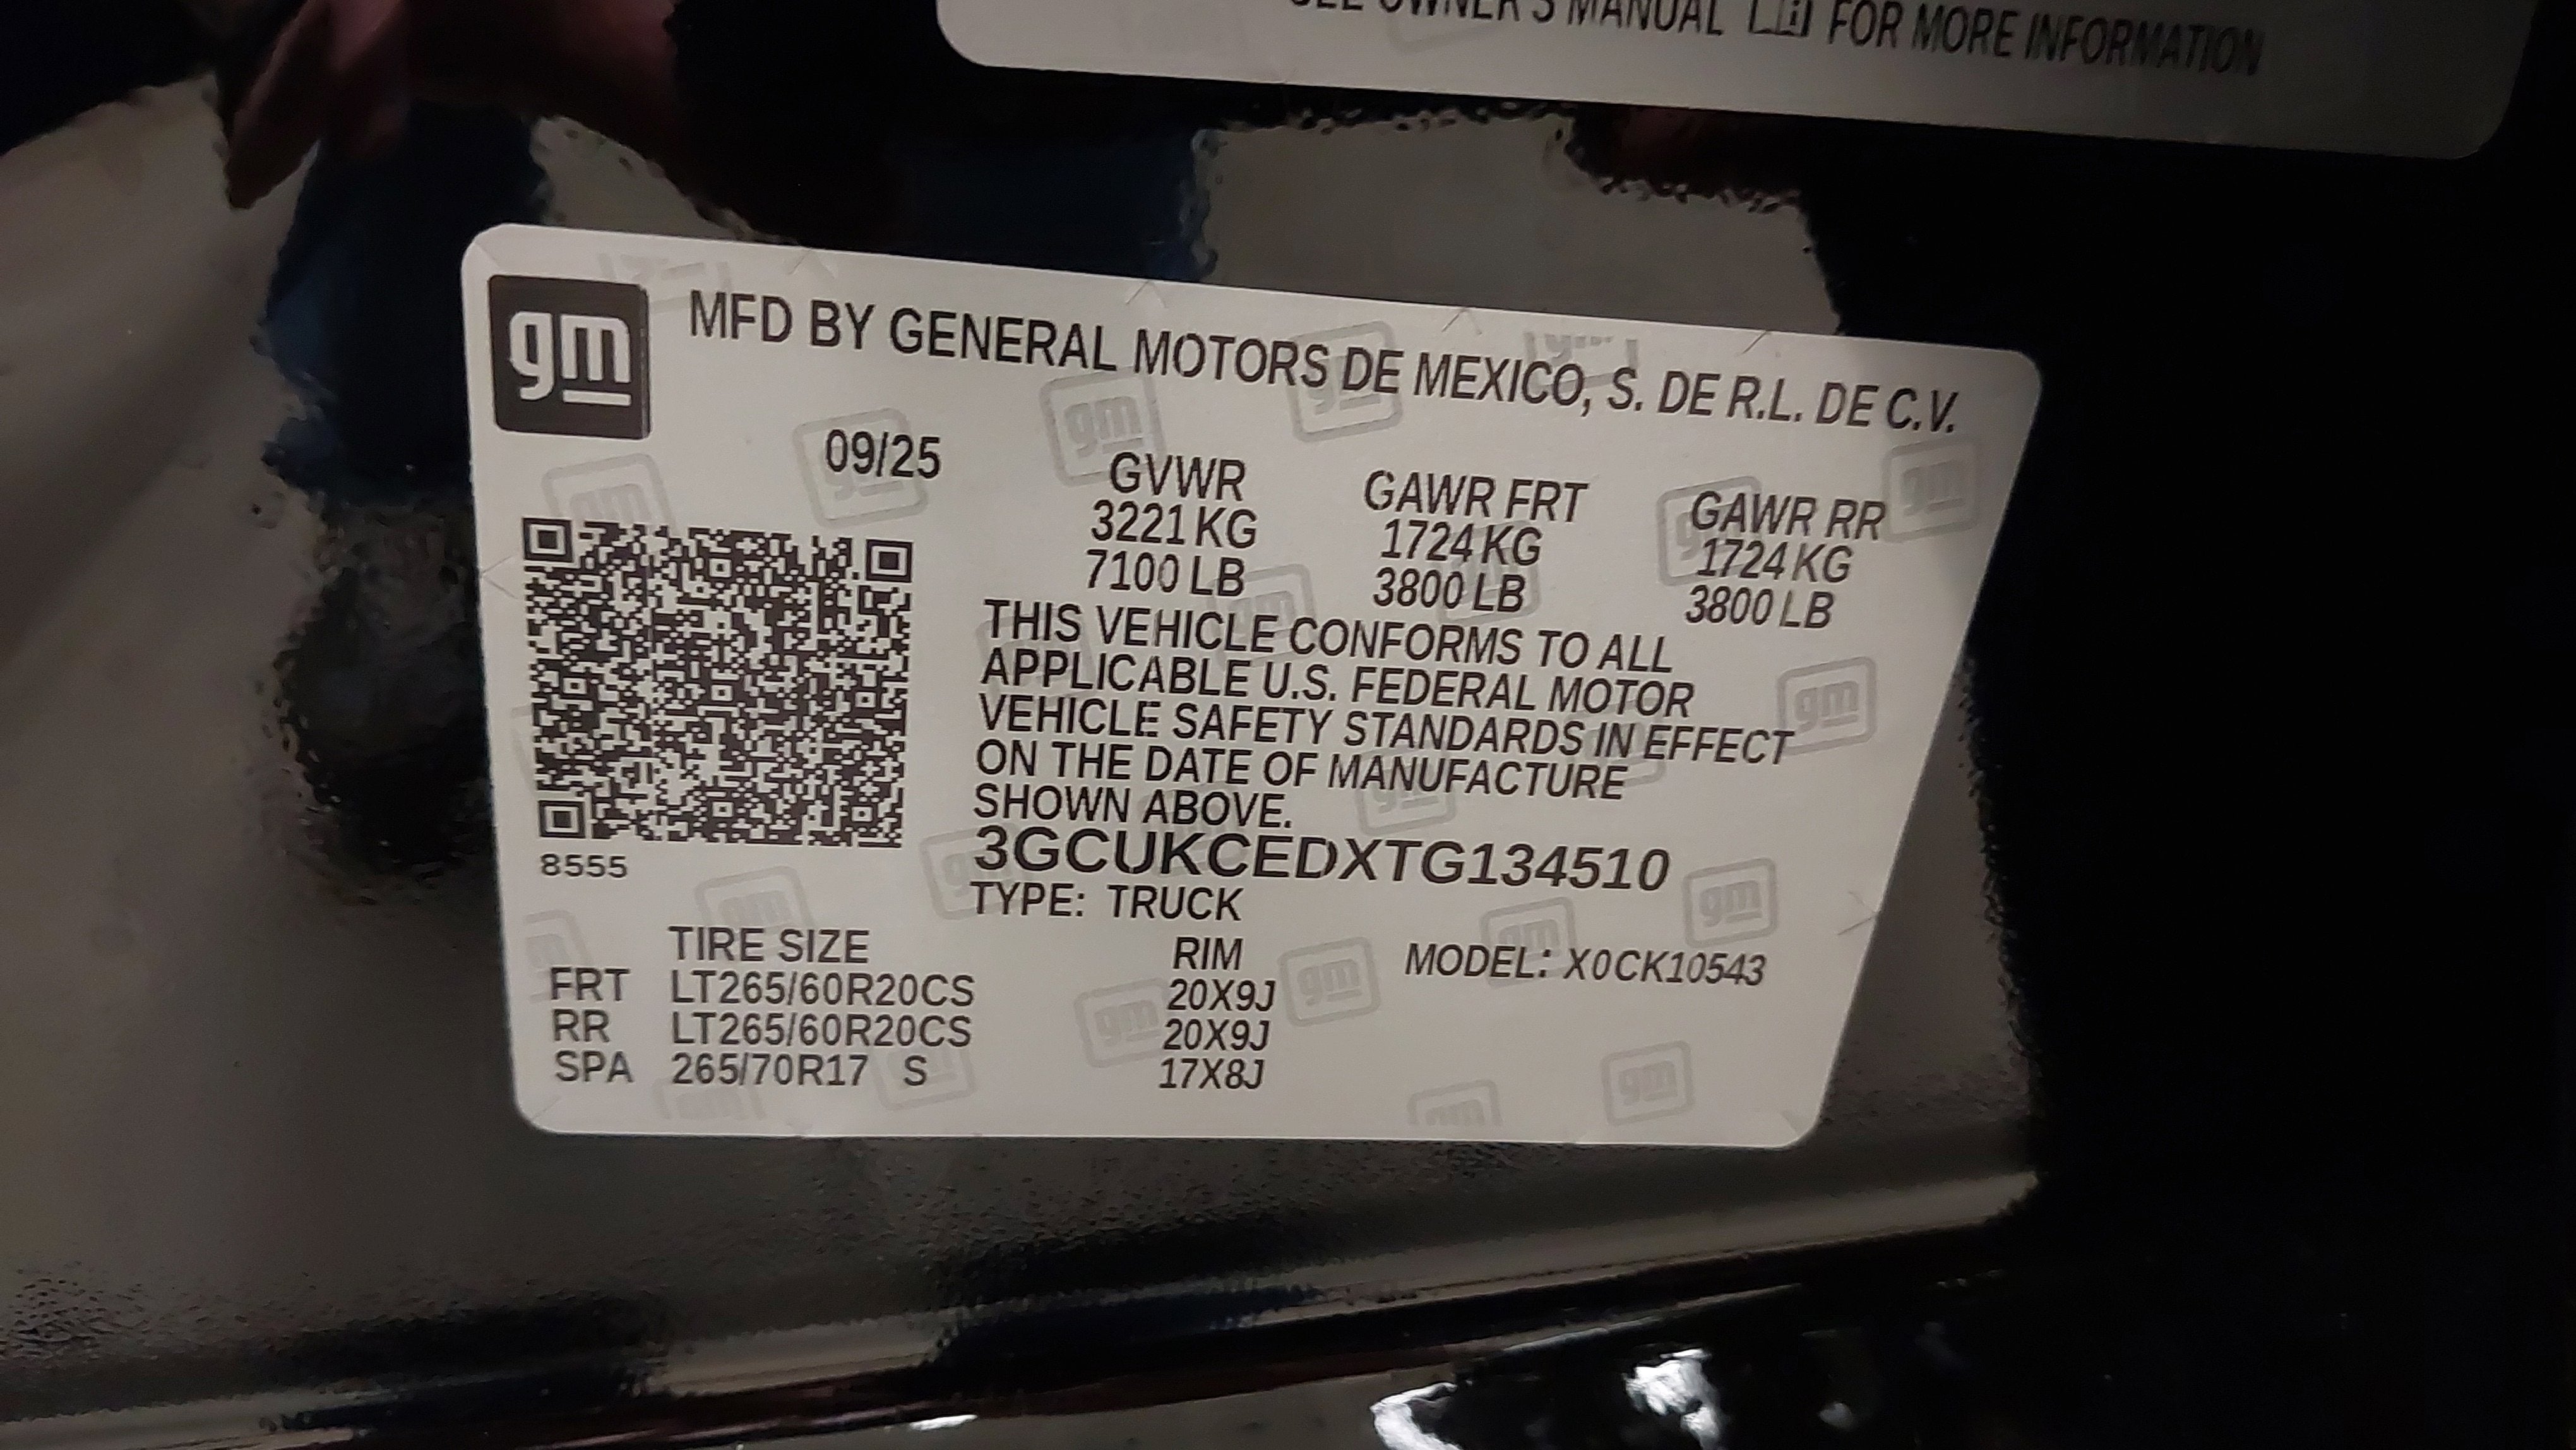 SEE OWNER'S MANUAL FOR MORE INFORMATION
gm
MFD BY GENERAL MOTORS DE MEXICO, S. DE R.L. DE C.V.
09/25
GVWR GAWR FRT GAWR RR
3221 KG 1724 KG 1724 KG
7100 LB 3800 LB 3800 LB
THIS VEHICLE CONFORMS TO ALL
APPLICABLE U.S. FEDERAL MOTOR
VEHICLE SAFETY STANDARDS IN EFFECT
ON THE DATE OF MANUFACTURE
SHOWN ABOVE.
8555
3GCUKCEDXTG134510
TYPE: TRUCK
TIRE SIZE RIM MODEL: X0CK10543
FRT LT265/60R20CS 20X9J
RR LT265/60R20CS 20X9J
SPA 265/70R17 S 17X8J